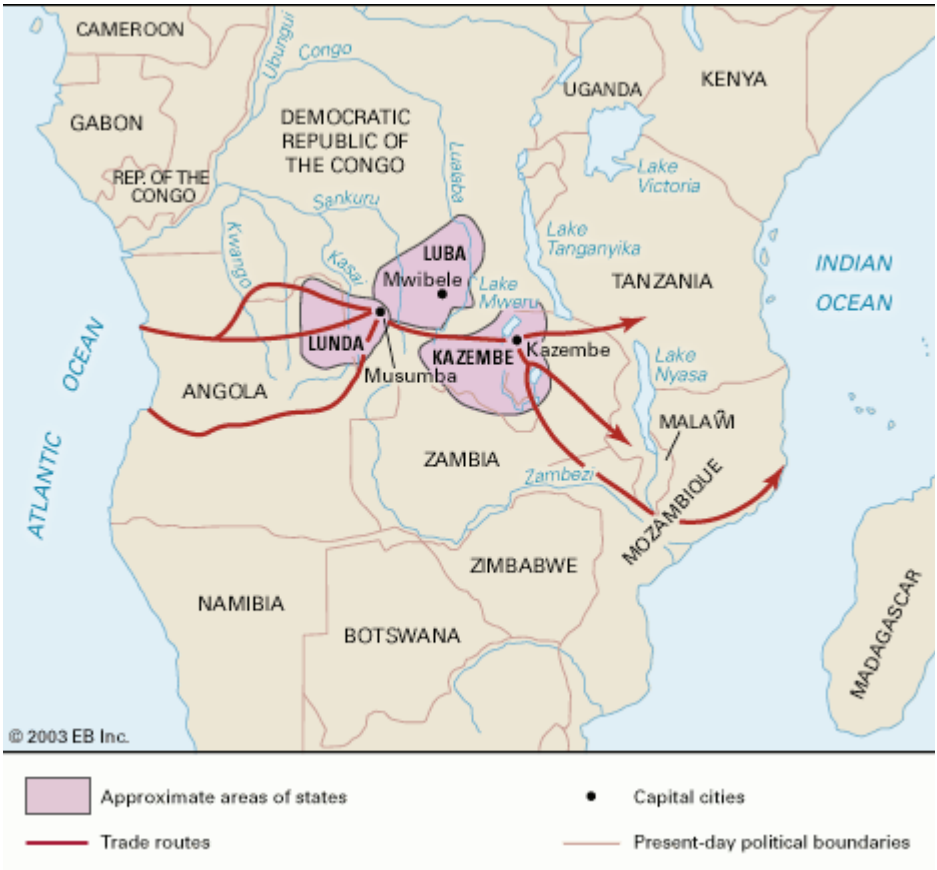 CAMEROON
Ubungui
Congo
UGANDA
KENYA
GABON
DEMOCRATIC
REPUBLIC OF
THE CONGO
Lualaba
Lake
Victoria
REP. OF THE
CONGO
Sankuru
Kwango
Kasai
LUBA
Mwibele
Lake
Tanganyika
Lake
Mweru
TANZANIA
INDIAN
OCEAN
LUNDA
Musumba
KAZEMBE
Kazembe
Lake
Nyasa
ATLANTIC OCEAN
ANGOLA
MALAŴI
ZAMBIA
Zambezi
MOZAMBIQUE
ZIMBABWE
NAMIBIA
BOTSWANA
MADAGASCAR
© 2003 EB Inc.
Approximate areas of states
Capital cities
Trade routes
Present-day political boundaries